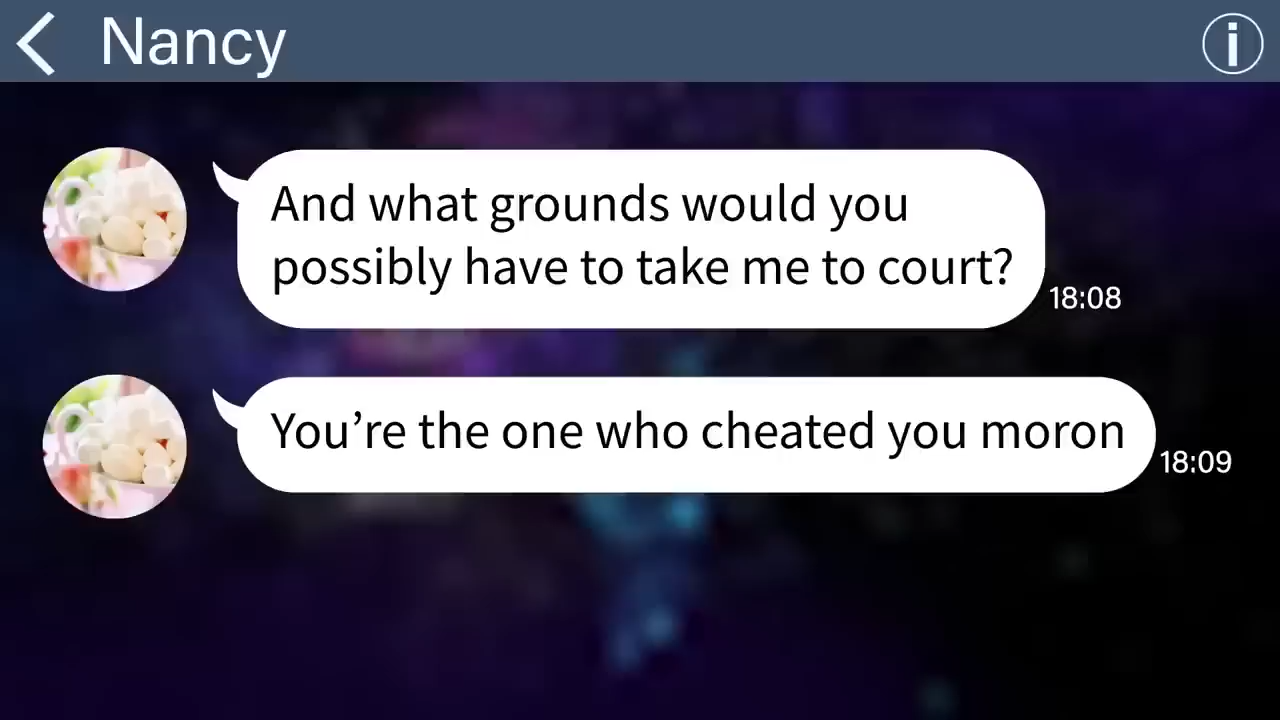 Nancy
And what grounds would you
possibly have to take me to court?
18:08
You’re the one who cheated you moron
18:09